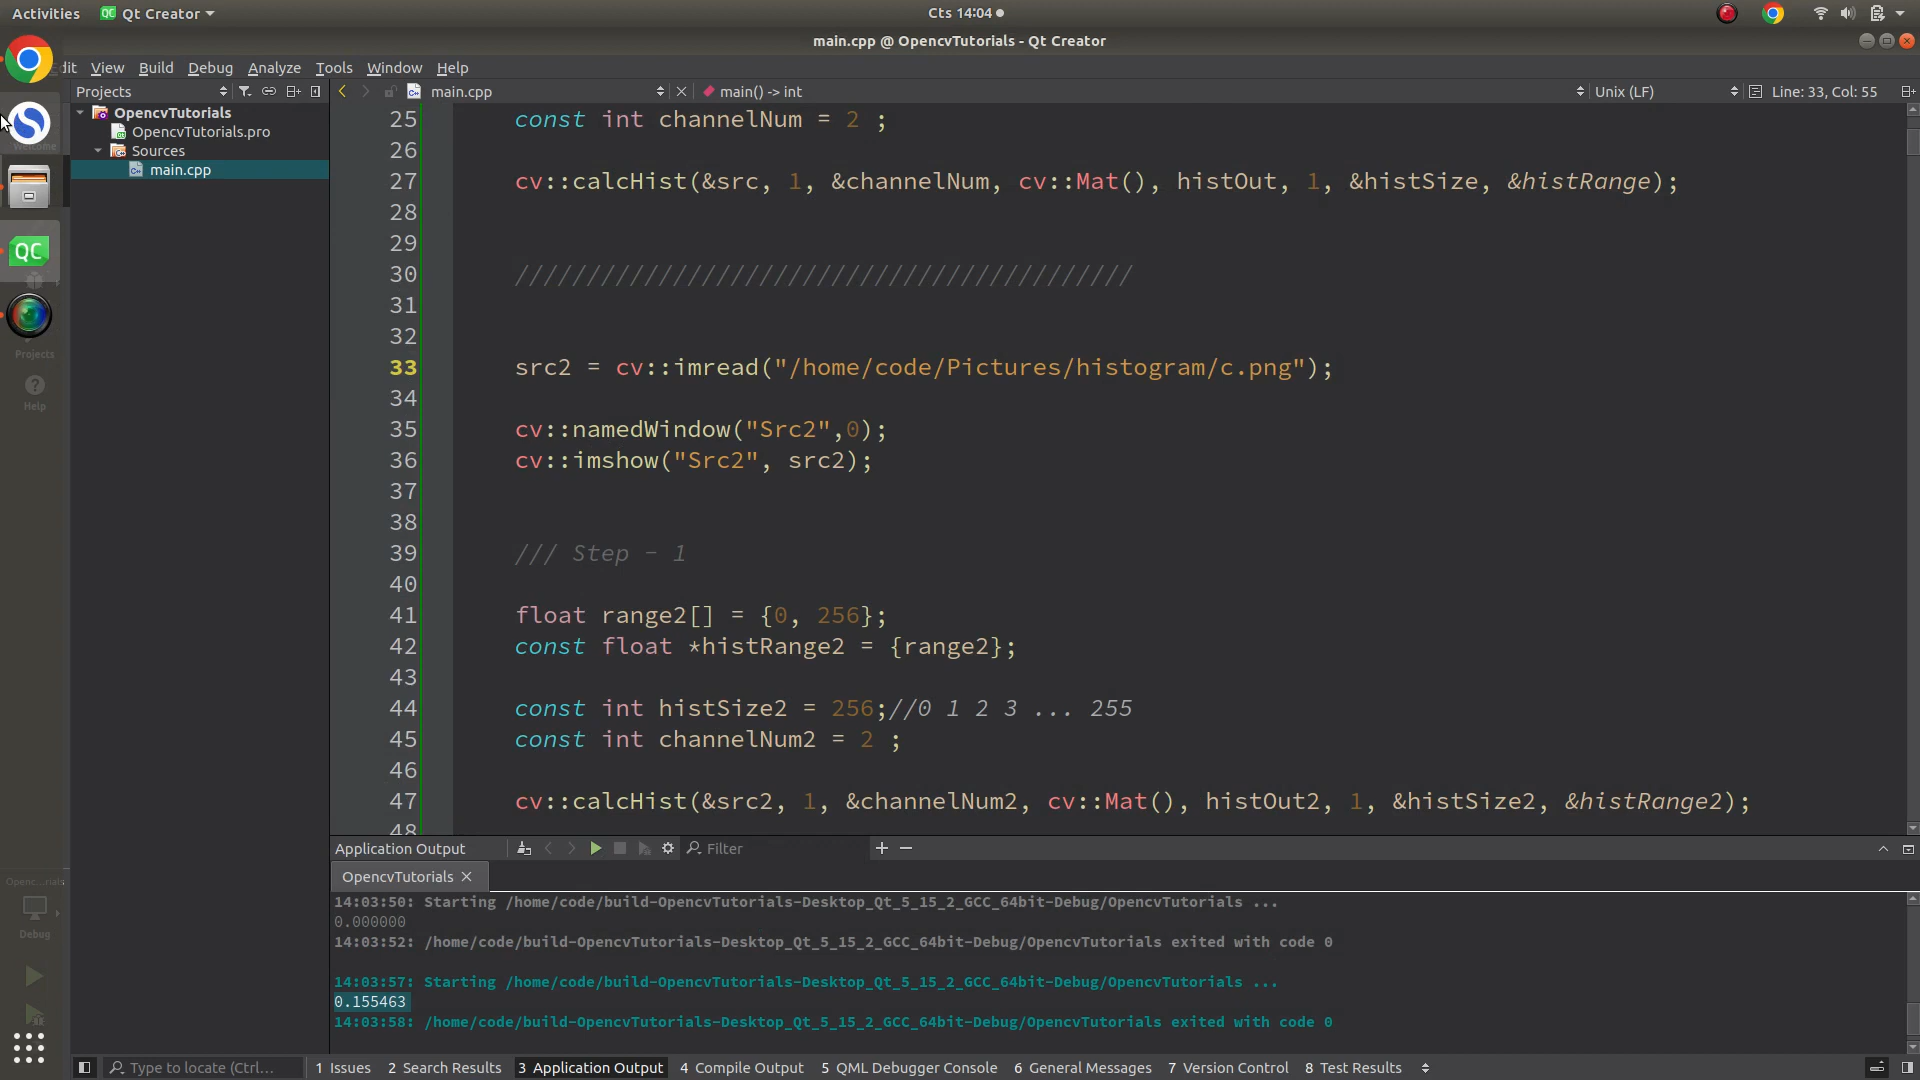 Activities Qt Creator Cts 14:04
main.cpp @ OpencvTutorials - Qt Creator
dit View Build Debug Analyze Tools Window Help
Projects main.cpp main() -> int Unix (LF) Line: 33, Col: 55
OpencvTutorials
OpencvTutorials.pro
Sources
main.cpp
25 const int channelNum = 2 ;
26
27 cv::calcHist(&src, 1, &channelNum, cv::Mat(), histOut, 1, &histSize, &histRange);
28
29
30 ///////////////////////////////////////////
31
32
33 src2 = cv::imread("/home/code/Pictures/histogram/c.png");
34
35 cv::namedWindow("Src2",0);
36 cv::imshow("Src2", src2);
37
38
39 /// Step - 1
40
41 float range2[] = {0, 256};
42 const float *histRange2 = {range2};
43
44 const int histSize2 = 256;//0 1 2 3 ... 255
45 const int channelNum2 = 2 ;
46
47 cv::calcHist(&src2, 1, &channelNum2, cv::Mat(), histOut2, 1, &histSize2, &histRange2);
48
Welcome
QC
Projects
Help
Openc...rials
Debug
Application Output Filter
OpencvTutorials
14:03:50: Starting /home/code/build-OpencvTutorials-Desktop_Qt_5_15_2_GCC_64bit-Debug/OpencvTutorials ...
0.000000
14:03:52: /home/code/build-OpencvTutorials-Desktop_Qt_5_15_2_GCC_64bit-Debug/OpencvTutorials exited with code 0
14:03:57: Starting /home/code/build-OpencvTutorials-Desktop_Qt_5_15_2_GCC_64bit-Debug/OpencvTutorials ...
0.155463
14:03:58: /home/code/build-OpencvTutorials-Desktop_Qt_5_15_2_GCC_64bit-Debug/OpencvTutorials exited with code 0
Type to locate (Ctrl... 1 Issues 2 Search Results 3 Application Output 4 Compile Output 5 QML Debugger Console 6 General Messages 7 Version Control 8 Test Results